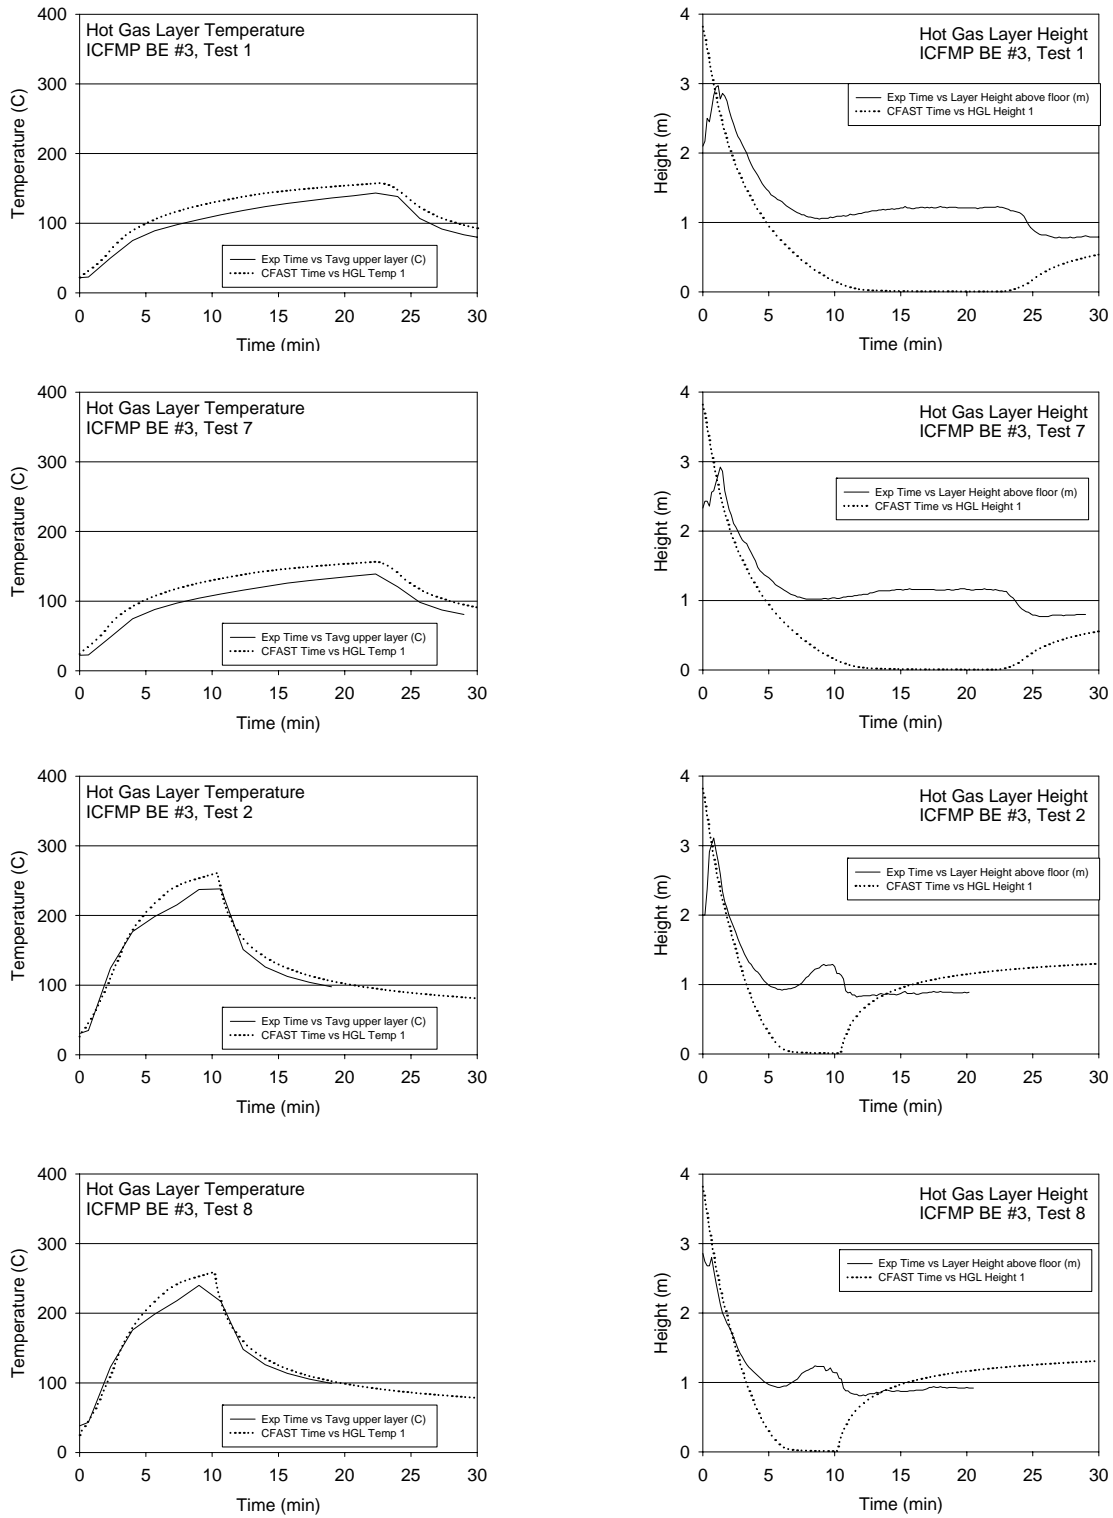 Hot Gas Layer Temperature
ICFMP BE #3, Test 1
Temperature (C)
400
300
200
100
0
Exp Time vs Tavg upper layer (C)
CFAST Time vs HGL Temp 1
0 5 10 15 20 25 30
Time (min)
Hot Gas Layer Height
ICFMP BE #3, Test 1
Height (m)
4
3
2
1
0
Exp Time vs Layer Height above floor (m)
CFAST Time vs HGL Height 1
0 5 10 15 20 25 30
Time (min)
Hot Gas Layer Temperature
ICFMP BE #3, Test 7
Temperature (C)
400
300
200
100
0
Exp Time vs Tavg upper layer (C)
CFAST Time vs HGL Temp 1
0 5 10 15 20 25 30
Time (min)
Hot Gas Layer Height
ICFMP BE #3, Test 7
Height (m)
4
3
2
1
0
Exp Time vs Layer Height above floor (m)
CFAST Time vs HGL Height 1
0 5 10 15 20 25 30
Time (min)
Hot Gas Layer Temperature
ICFMP BE #3, Test 2
Temperature (C)
400
300
200
100
0
Exp Time vs Tavg upper layer (C)
CFAST Time vs HGL Temp 1
0 5 10 15 20 25 30
Time (min)
Hot Gas Layer Height
ICFMP BE #3, Test 2
Height (m)
4
3
2
1
0
Exp Time vs Layer Height above floor (m)
CFAST Time vs HGL Height 1
0 5 10 15 20 25 30
Time (min)
Hot Gas Layer Temperature
ICFMP BE #3, Test 8
Temperature (C)
400
300
200
100
0
Exp Time vs Tavg upper layer (C)
CFAST Time vs HGL Temp 1
0 5 10 15 20 25 30
Time (min)
Hot Gas Layer Height
ICFMP BE #3, Test 8
Height (m)
4
3
2
1
0
Exp Time vs Layer Height above floor (m)
CFAST Time vs HGL Height 1
0 5 10 15 20 25 30
Time (min)